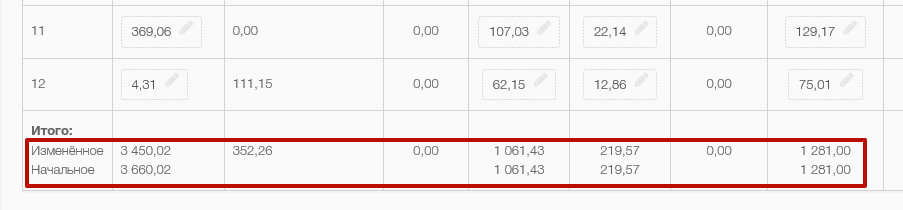 11 369,06 0,00 0,00 107,03 22,14 0,00 129,17
12 4,31 111,15 0,00 62,15 12,86 0,00 75,01
Итого:
Изменённое 3 450,02 352,26 0,00 1 061,43 219,57 0,00 1 281,00
Начальное 3 660,02 1 061,43 219,57 1 281,00